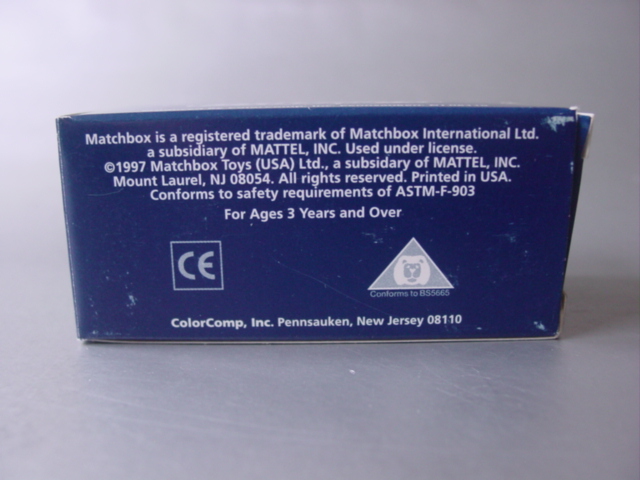 Matchbox is a registered trademark of Matchbox International Ltd.
a subsidiary of MATTEL, INC. Used under license.
©1997 Matchbox Toys (USA) Ltd., a subsidiary of MATTEL, INC.
Mount Laurel, NJ 08054. All rights reserved. Printed in USA.
Conforms to safety requirements of ASTM-F-903
For Ages 3 Years and Over
CE
Conforms to BS5665
ColorComp, Inc. Pennsauken, New Jersey 08110